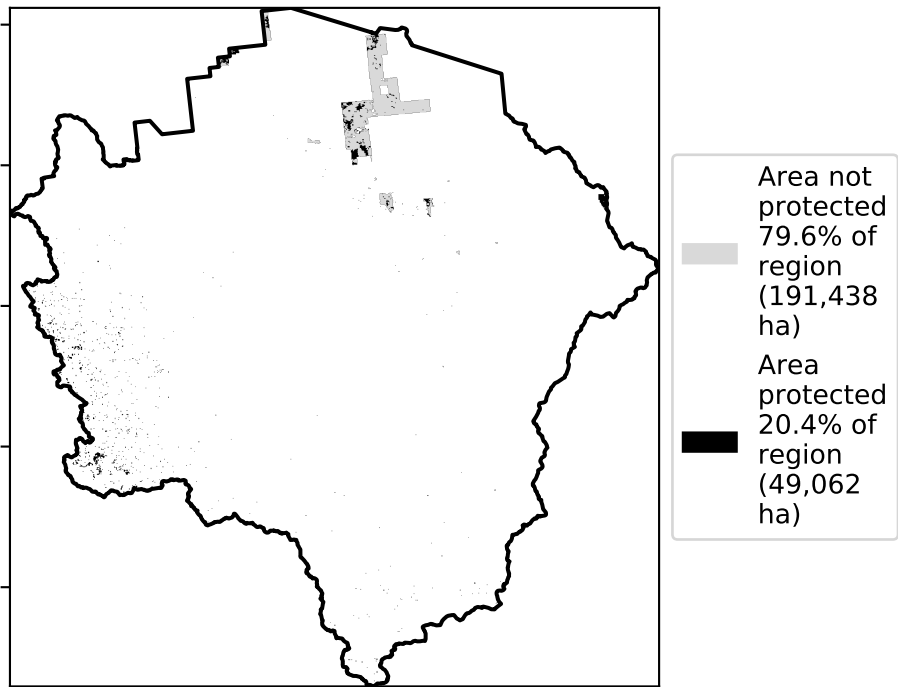 Area not
protected
79.6% of
region
(191,438
ha)
Area
protected
20.4% of
region
(49,062
ha)